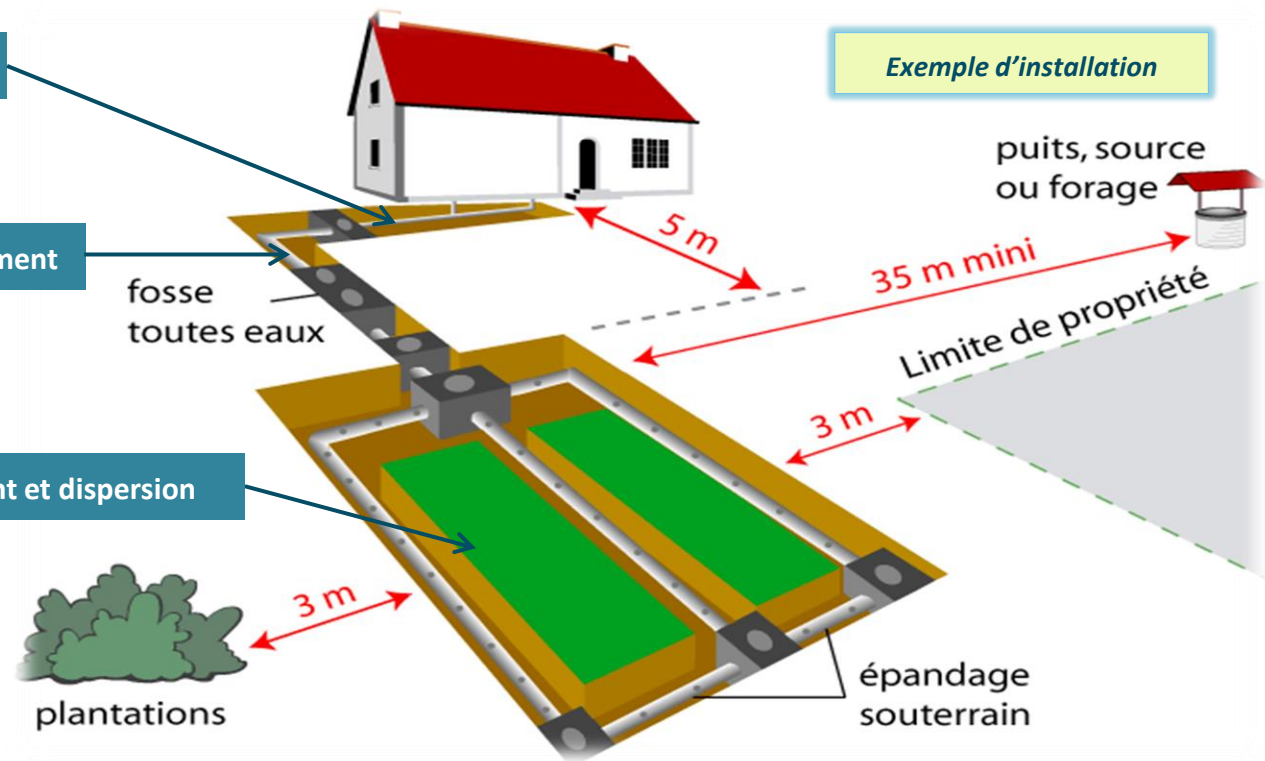 Exemple d'installation
puits, source
ou forage
5 m
35 m mini
ment
fosse
toutes eaux
Limite de propriété
3 m
nt et dispersion
3 m
épandage
souterrain
plantations